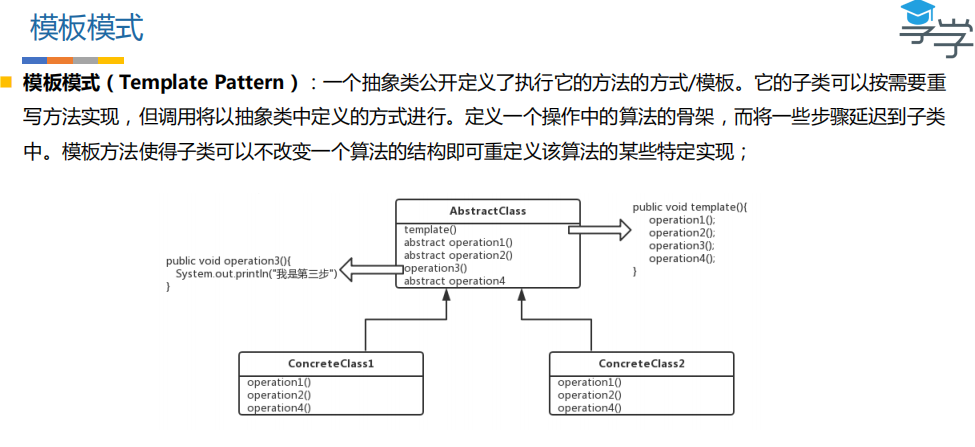 模板模式
学学
模板模式（Template Pattern）：一个抽象类公开定义了执行它的方法的方式/模板。它的子类可以按需要重
写方法实现，但调用将以抽象类中定义的方式进行。定义一个操作中的算法的骨架，而将一些步骤延迟到子类
中。模板方法使得子类可以不改变一个算法的结构即可重定义该算法的某些特定实现；
AbstractClass
template()
abstract operation1()
abstract operation2()
operation3()
abstract operation4
public void template(){
operation1();
operation2();
operation3();
operation4();
}
public void operation3(){
System.out.println("我是第三步")
}
ConcreteClass1
operation1()
operation2()
operation4()
ConcreteClass2
operation1()
operation2()
operation4()